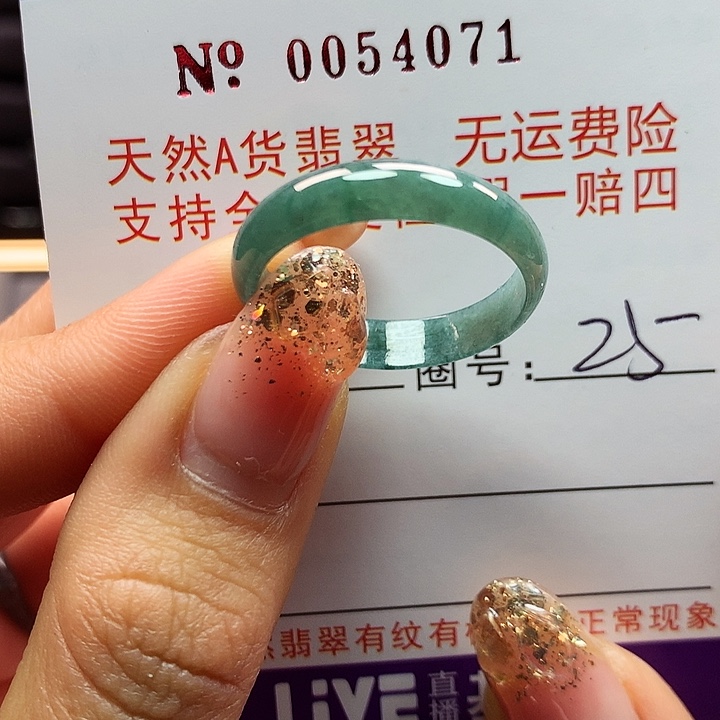 Nº 0054071
天然A货翡翠 无运费险
支持全 一赔四
圈号: 25
翡翠有纹有 正常现象
LiVE 直播